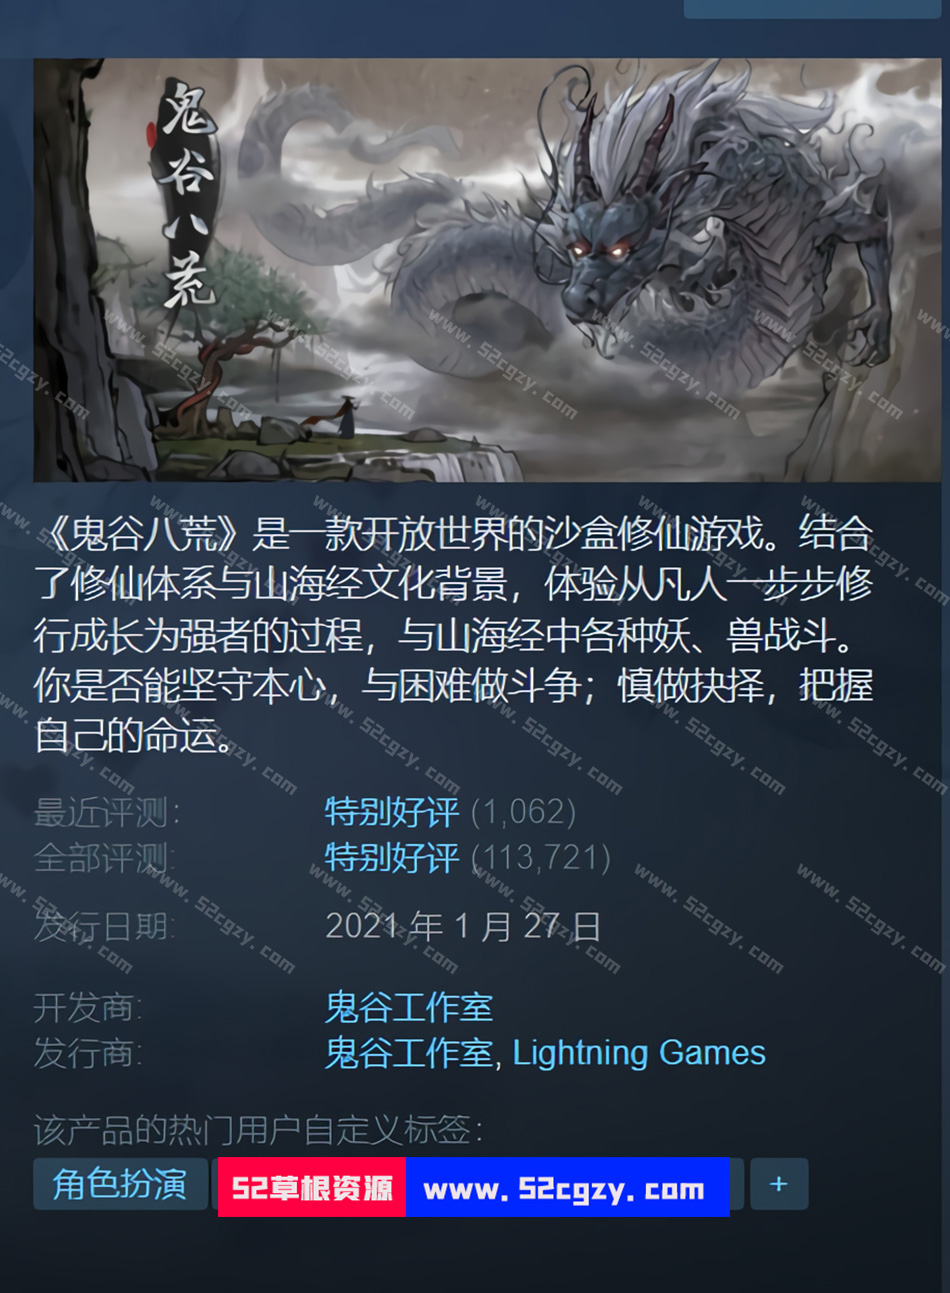 鬼谷八荒
《鬼谷八荒》是一款开放世界的沙盒修仙游戏。结合
了修仙体系与山海经文化背景，体验从凡人一步步修
行成长为强者的过程，与山海经中各种妖、兽战斗。
你是否能坚守本心，与困难做斗争；慎做抉择，把握
自己的命运。
最近评测: 特别好评 (1,062)
全部评测: 特别好评 (113,721)
发行日期: 2021 年 1 月 27 日
开发商: 鬼谷工作室
发行商: 鬼谷工作室, Lightning Games
该产品的热门用户自定义标签:
角色扮演 52草根资源 www.52cgzy.com +
www.52cgzy.com